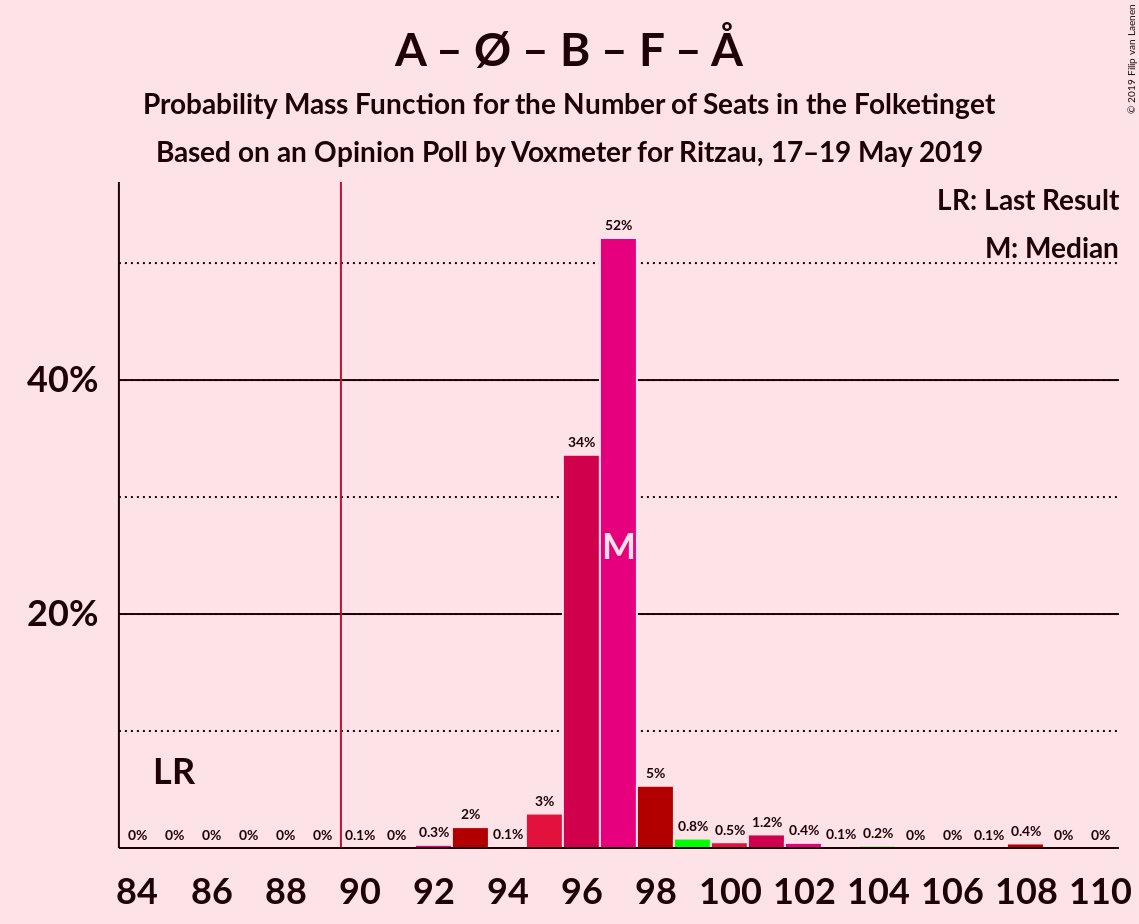 A – Ø – B – F – Å
Probability Mass Function for the Number of Seats in the Folketinget
Based on an Opinion Poll by Voxmeter for Ritzau, 17–19 May 2019
© 2019 Filip van Laenen
LR: Last Result
M: Median
52%
40%
34%
M
20%
LR
0% 0% 0% 0% 0% 0% 0.1% 0% 0.3% 2% 0.1% 3% 5% 0.8% 0.5% 1.2% 0.4% 0.1% 0.2% 0% 0% 0.1% 0.4% 0% 0%
84 86 88 90 92 94 96 98 100 102 104 106 108 110